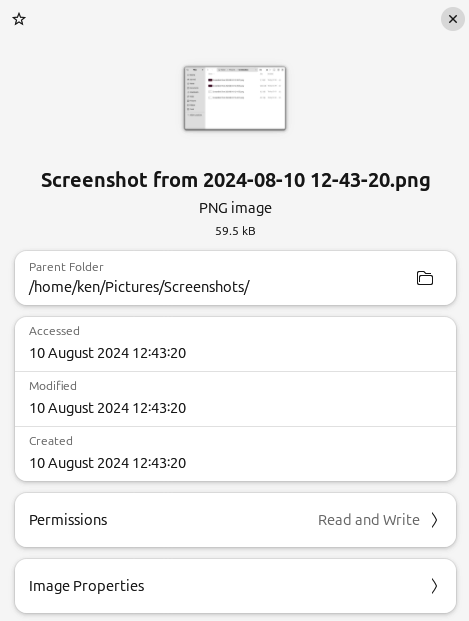 Screenshot from 2024-08-10 12-43-20.png
PNG image
59.5 kB
Parent Folder
/home/ken/Pictures/Screenshots/
Accessed
10 August 2024 12:43:20
Modified
10 August 2024 12:43:20
Created
10 August 2024 12:43:20
Permissions Read and Write
Image Properties